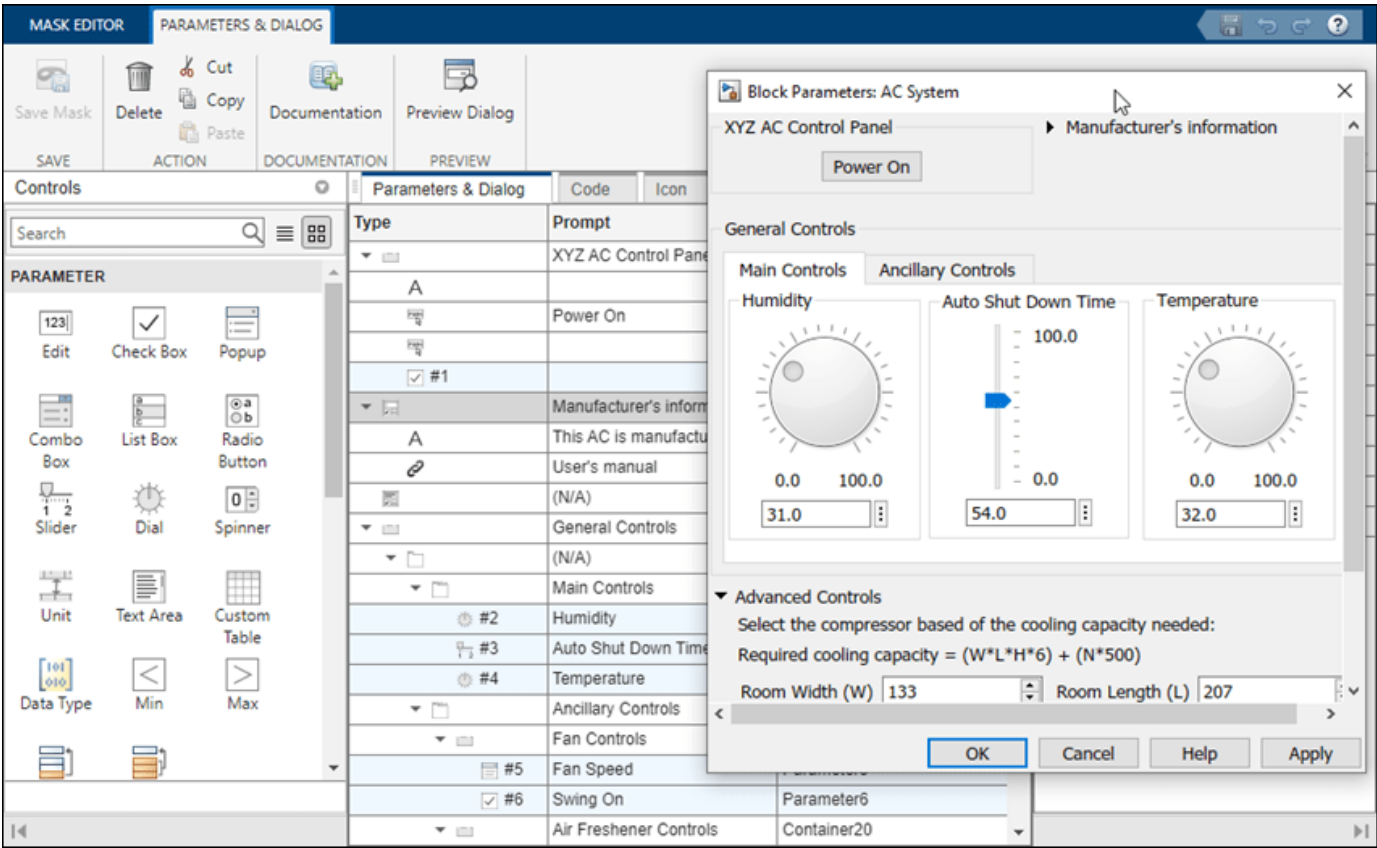 MASK EDITOR
PARAMETERS & DIALOG
?
Save Mask
Delete
Cut
Copy
Paste
Documentation
Preview Dialog
SAVE
ACTION
DOCUMENTATION
PREVIEW
Controls
Search
PARAMETER
123
Edit
Check Box
Popup
a
b
c
a
b
Combo
Box
List Box
Radio
Button
1 2
0
Slider
Dial
Spinner
Unit
Text Area
Custom
Table
101
010
<
>
Data Type
Min
Max
Parameters & Dialog
Code
Icon
Type
Prompt
XYZ AC Control Pane
A
Power On
#1
Manufacturer's inform
A
This AC is manufactu
User's manual
(N/A)
General Controls
(N/A)
Main Controls
#2 Humidity
#3 Auto Shut Down Time
#4 Temperature
Ancillary Controls
Fan Controls
#5 Fan Speed
#6 Swing On Parameter6
Air Freshener Controls Container20
Block Parameters: AC System
XYZ AC Control Panel
Manufacturer's information
Power On
General Controls
Main Controls
Ancillary Controls
Humidity
Auto Shut Down Time
Temperature
100.0
0.0 100.0
0.0
0.0 100.0
31.0
54.0
32.0
Advanced Controls
Select the compressor based of the cooling capacity needed:
Required cooling capacity = (W*L*H*6) + (N*500)
Room Width (W) 133 Room Length (L) 207
OK
Cancel
Help
Apply